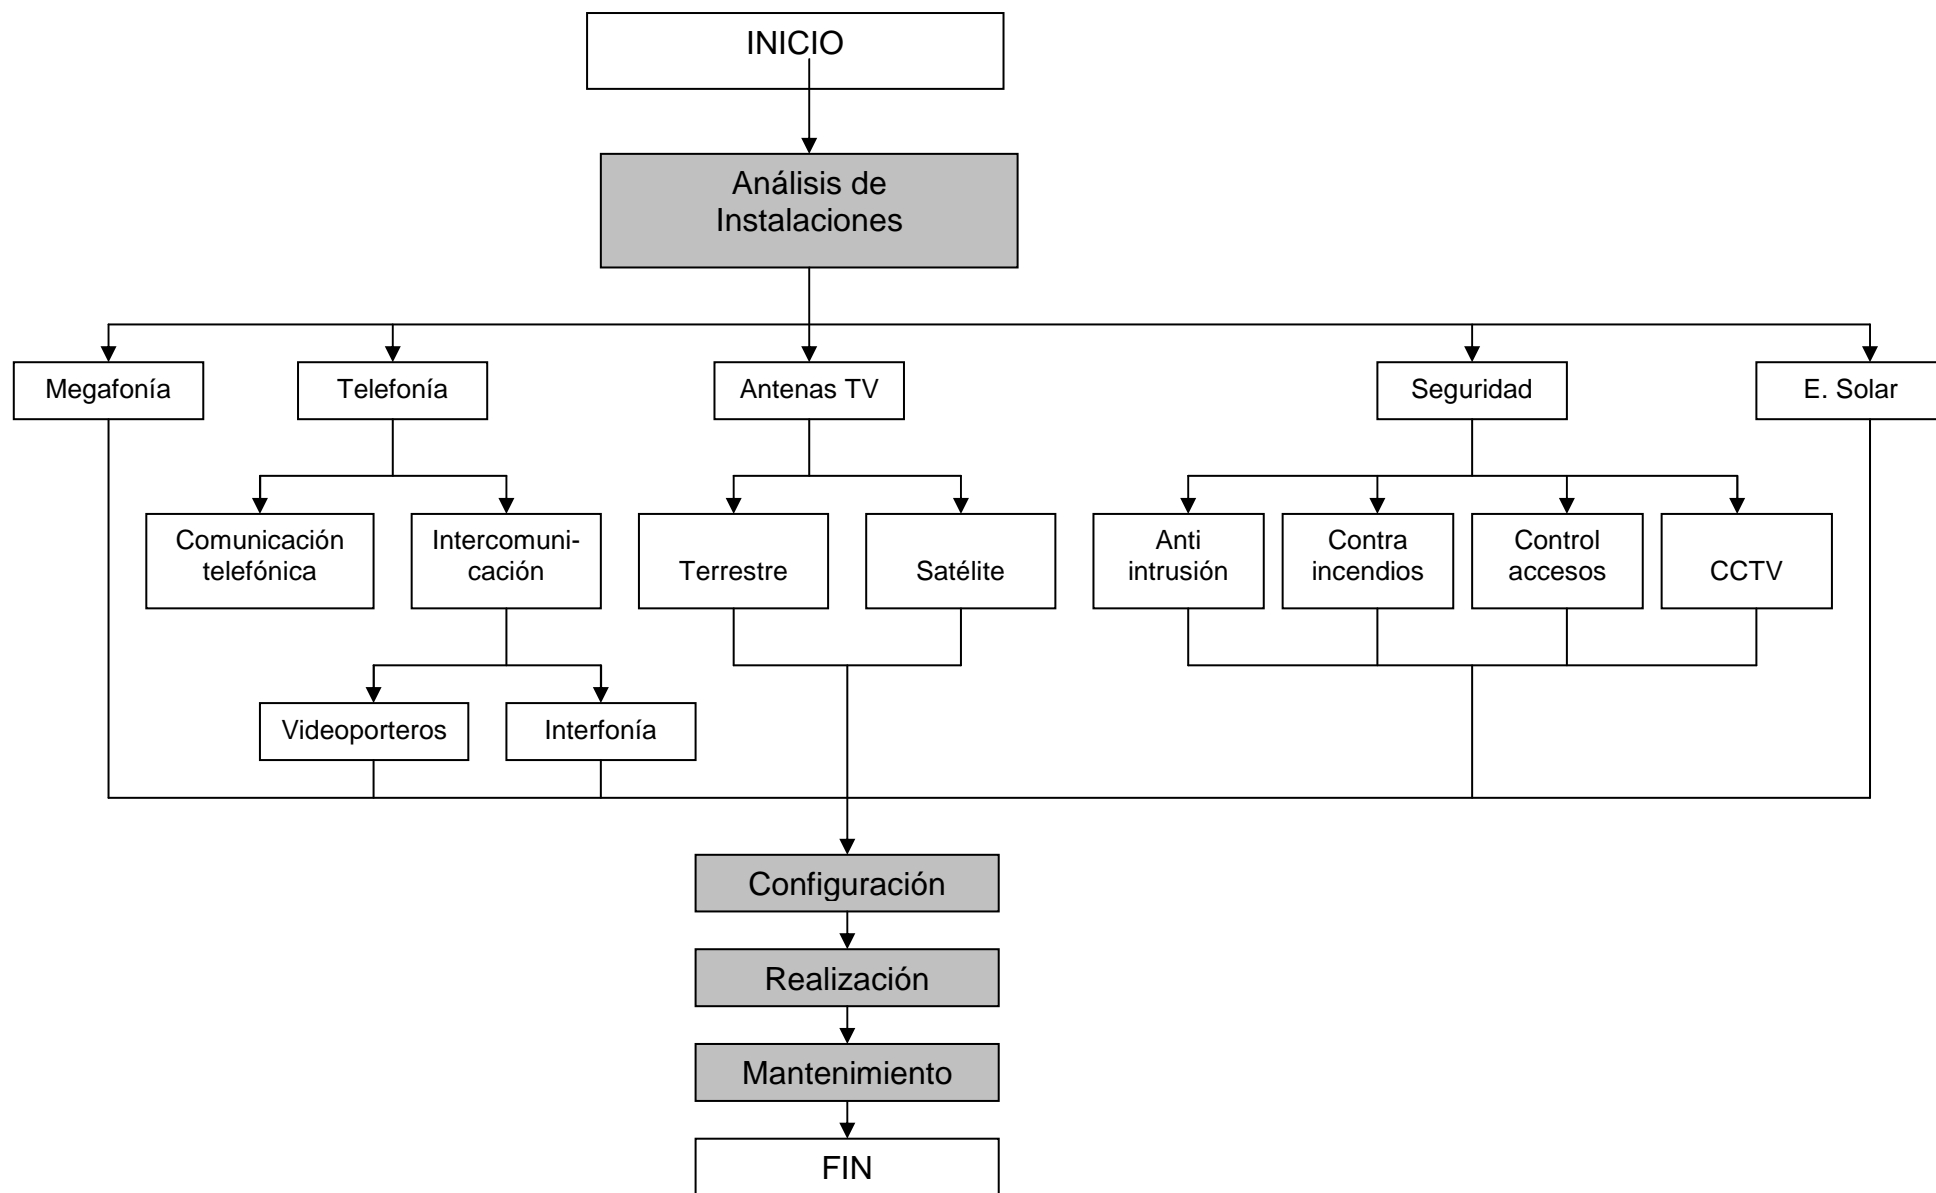 INICIO
Análisis de
Instalaciones
Megafonía
Telefonía
Antenas TV
Seguridad
E. Solar
Comunicación
telefónica
Intercomuni-
cación
Terrestre
Satélite
Anti
intrusión
Contra
incendios
Control
accesos
CCTV
Videoporteros
Interfonía
Configuración
Realización
Mantenimiento
FIN